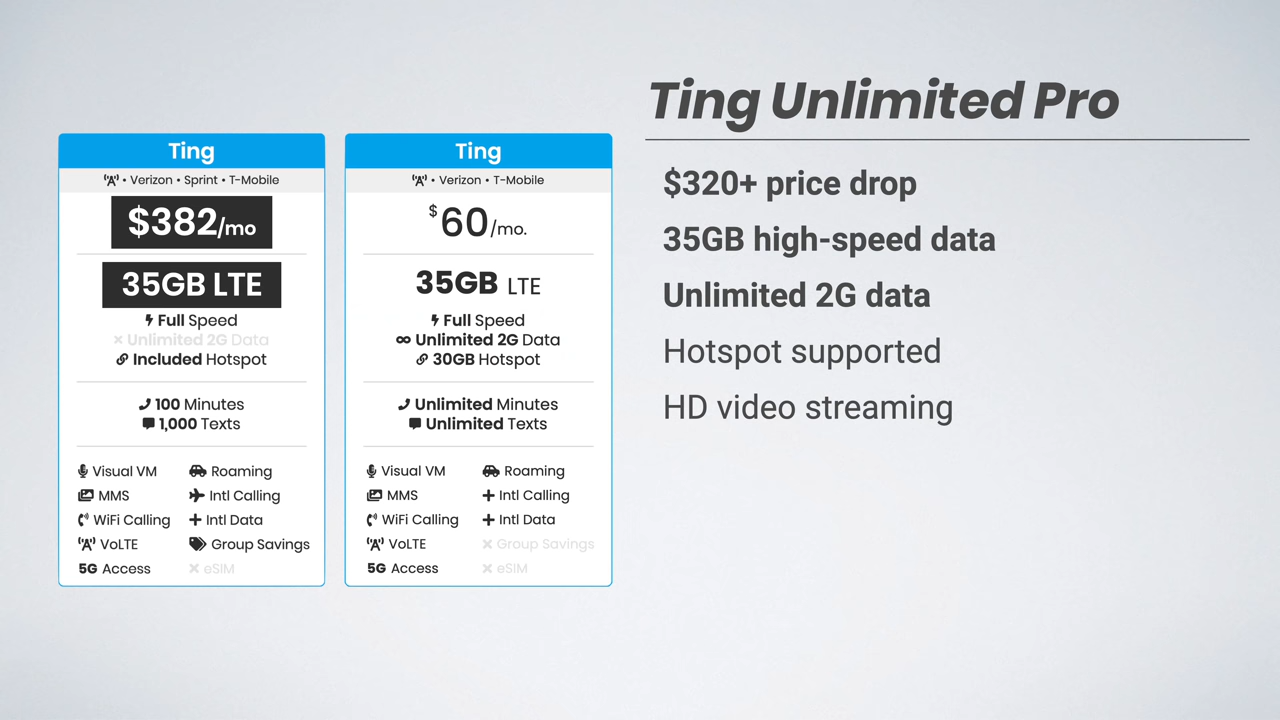 Ting Unlimited Pro
Ting
• Verizon • Sprint • T-Mobile
$382/mo
35GB LTE
Full Speed
Unlimited 2G Data
Included Hotspot
100 Minutes
1,000 Texts
Visual VM Roaming
MMS Intl Calling
WiFi Calling Intl Data
VoLTE Group Savings
5G Access eSIM
Ting
• Verizon • T-Mobile
$60/mo.
35GB LTE
Full Speed
Unlimited 2G Data
30GB Hotspot
Unlimited Minutes
Unlimited Texts
Visual VM Roaming
MMS Intl Calling
WiFi Calling Intl Data
VoLTE Group Savings
5G Access eSIM
$320+ price drop
35GB high-speed data
Unlimited 2G data
Hotspot supported
HD video streaming